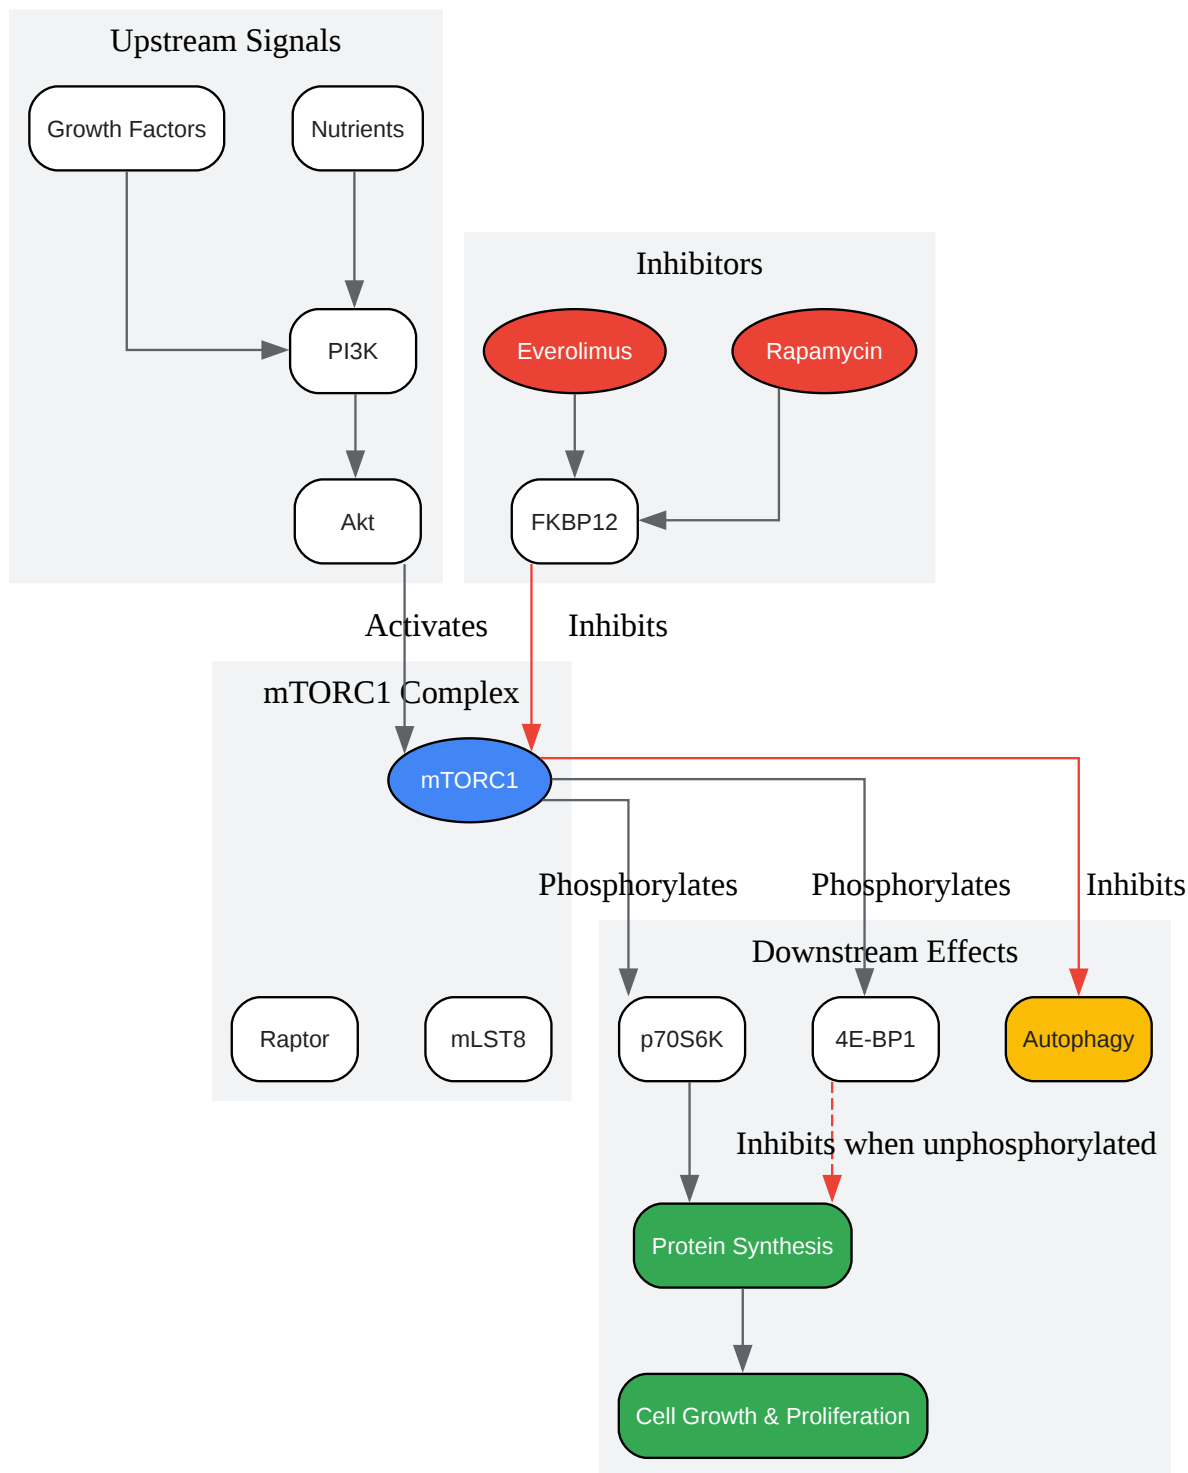 Upstream Signals
Growth Factors
Nutrients
Inhibitors
PI3K
Everolimus
Rapamycin
Akt
FKBP12
Activates
Inhibits
mTORC1 Complex
mTORC1
Phosphorylates
Phosphorylates
Inhibits
Downstream Effects
Raptor
mLST8
p70S6K
4E-BP1
Autophagy
Inhibits when unphosphorylated
Protein Synthesis
Cell Growth & Proliferation